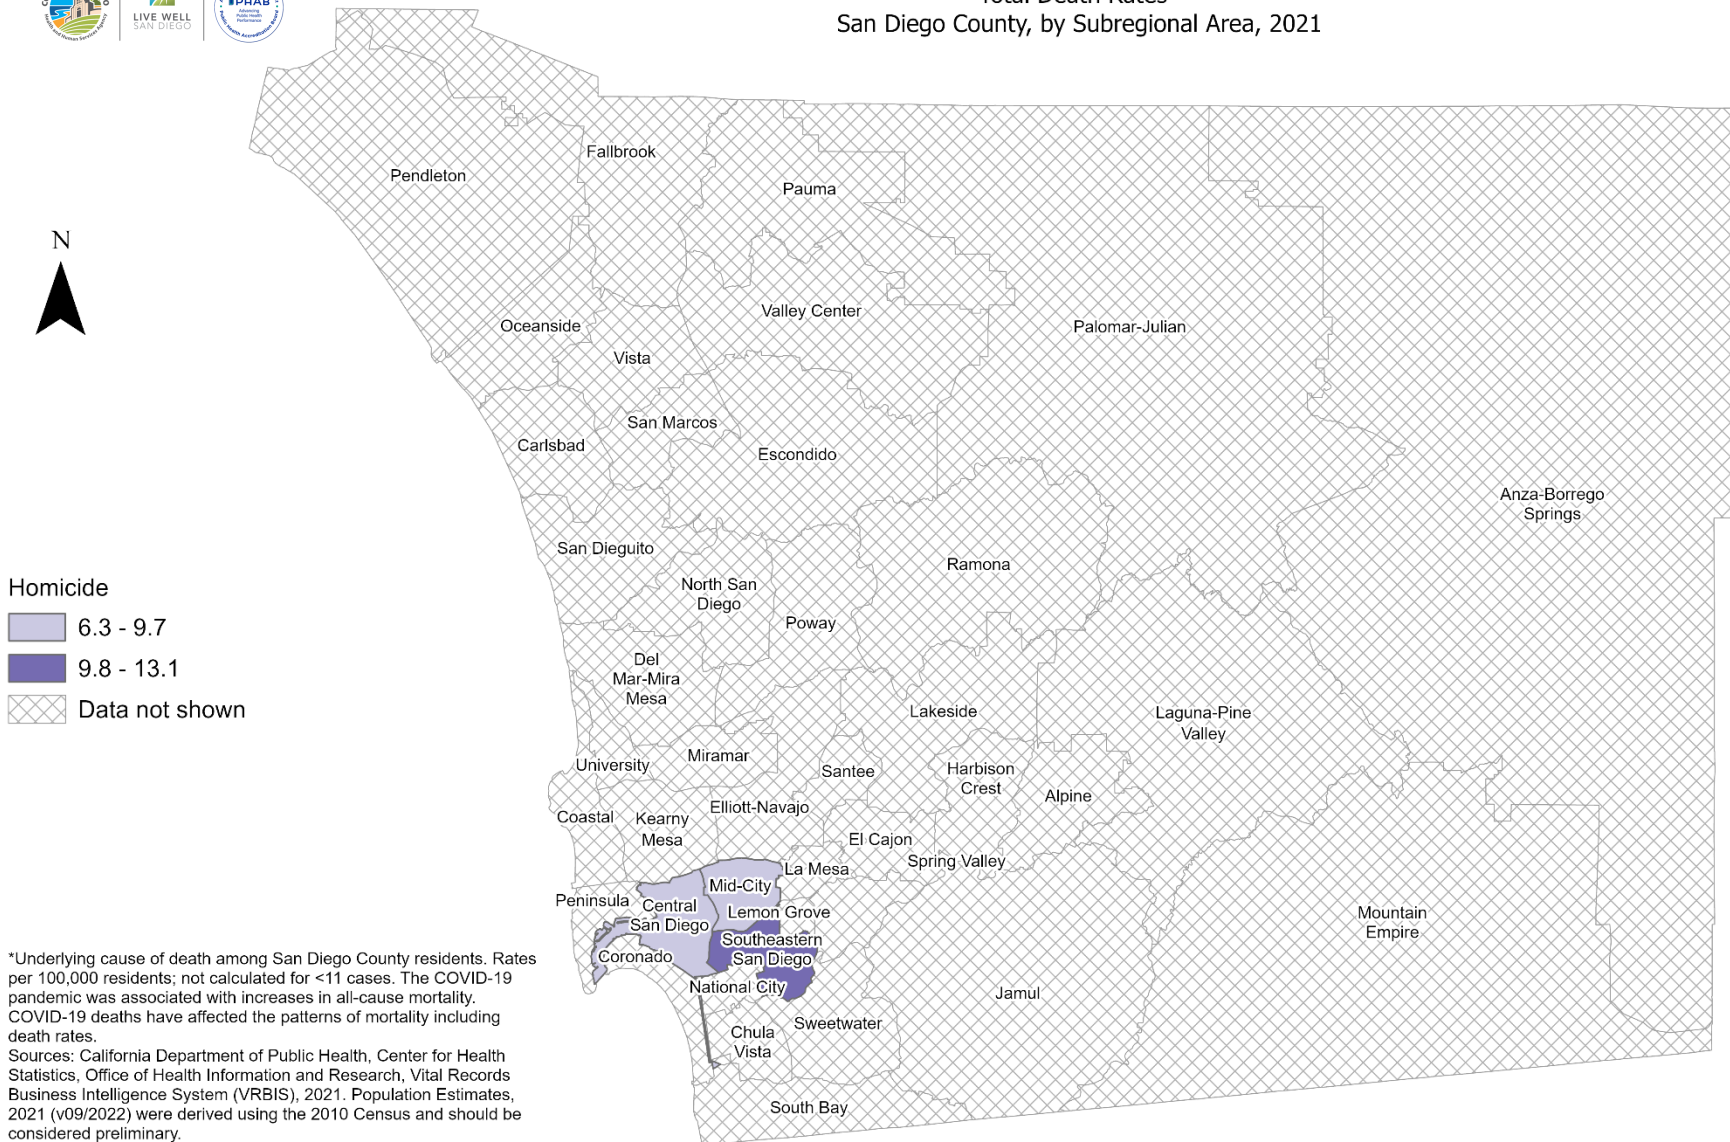 LIVE WELL
SAN DIEGO
PHAB
Advancing
Public Health
Performance
Total Death Rates
San Diego County, by Subregional Area, 2021
Fallbrook
Pendleton
Pauma
N
Valley Center
Oceanside
Palomar-Julian
Vista
San Marcos
Carlsbad
Escondido
Anza-Borrego
Springs
San Dieguito
Ramona
North San
Diego
Poway
Homicide
6.3 - 9.7
9.8 - 13.1
Data not shown
Del
Mar-Mira
Mesa
Lakeside
Laguna-Pine
Valley
Miramar
University
Santee
Harbison
Crest
Alpine
Elliott-Navajo
Coastal
Kearny
Mesa
El Cajon
Spring Valley
La Mesa
Mid-City
Peninsula
Central
San Diego
Lemon Grove
Mountain
Empire
Southeastern
San Diego
Coronado
National City
Jamul
Sweetwater
Chula
Vista
South Bay
*Underlying cause of death among San Diego County residents. Rates
per 100,000 residents; not calculated for <11 cases. The COVID-19
pandemic was associated with increases in all-cause mortality.
COVID-19 deaths have affected the patterns of mortality including
death rates.
Sources: California Department of Public Health, Center for Health
Statistics, Office of Health Information and Research, Vital Records
Business Intelligence System (VRBIS), 2021. Population Estimates,
2021 (v09/2022) were derived using the 2010 Census and should be
considered preliminary.